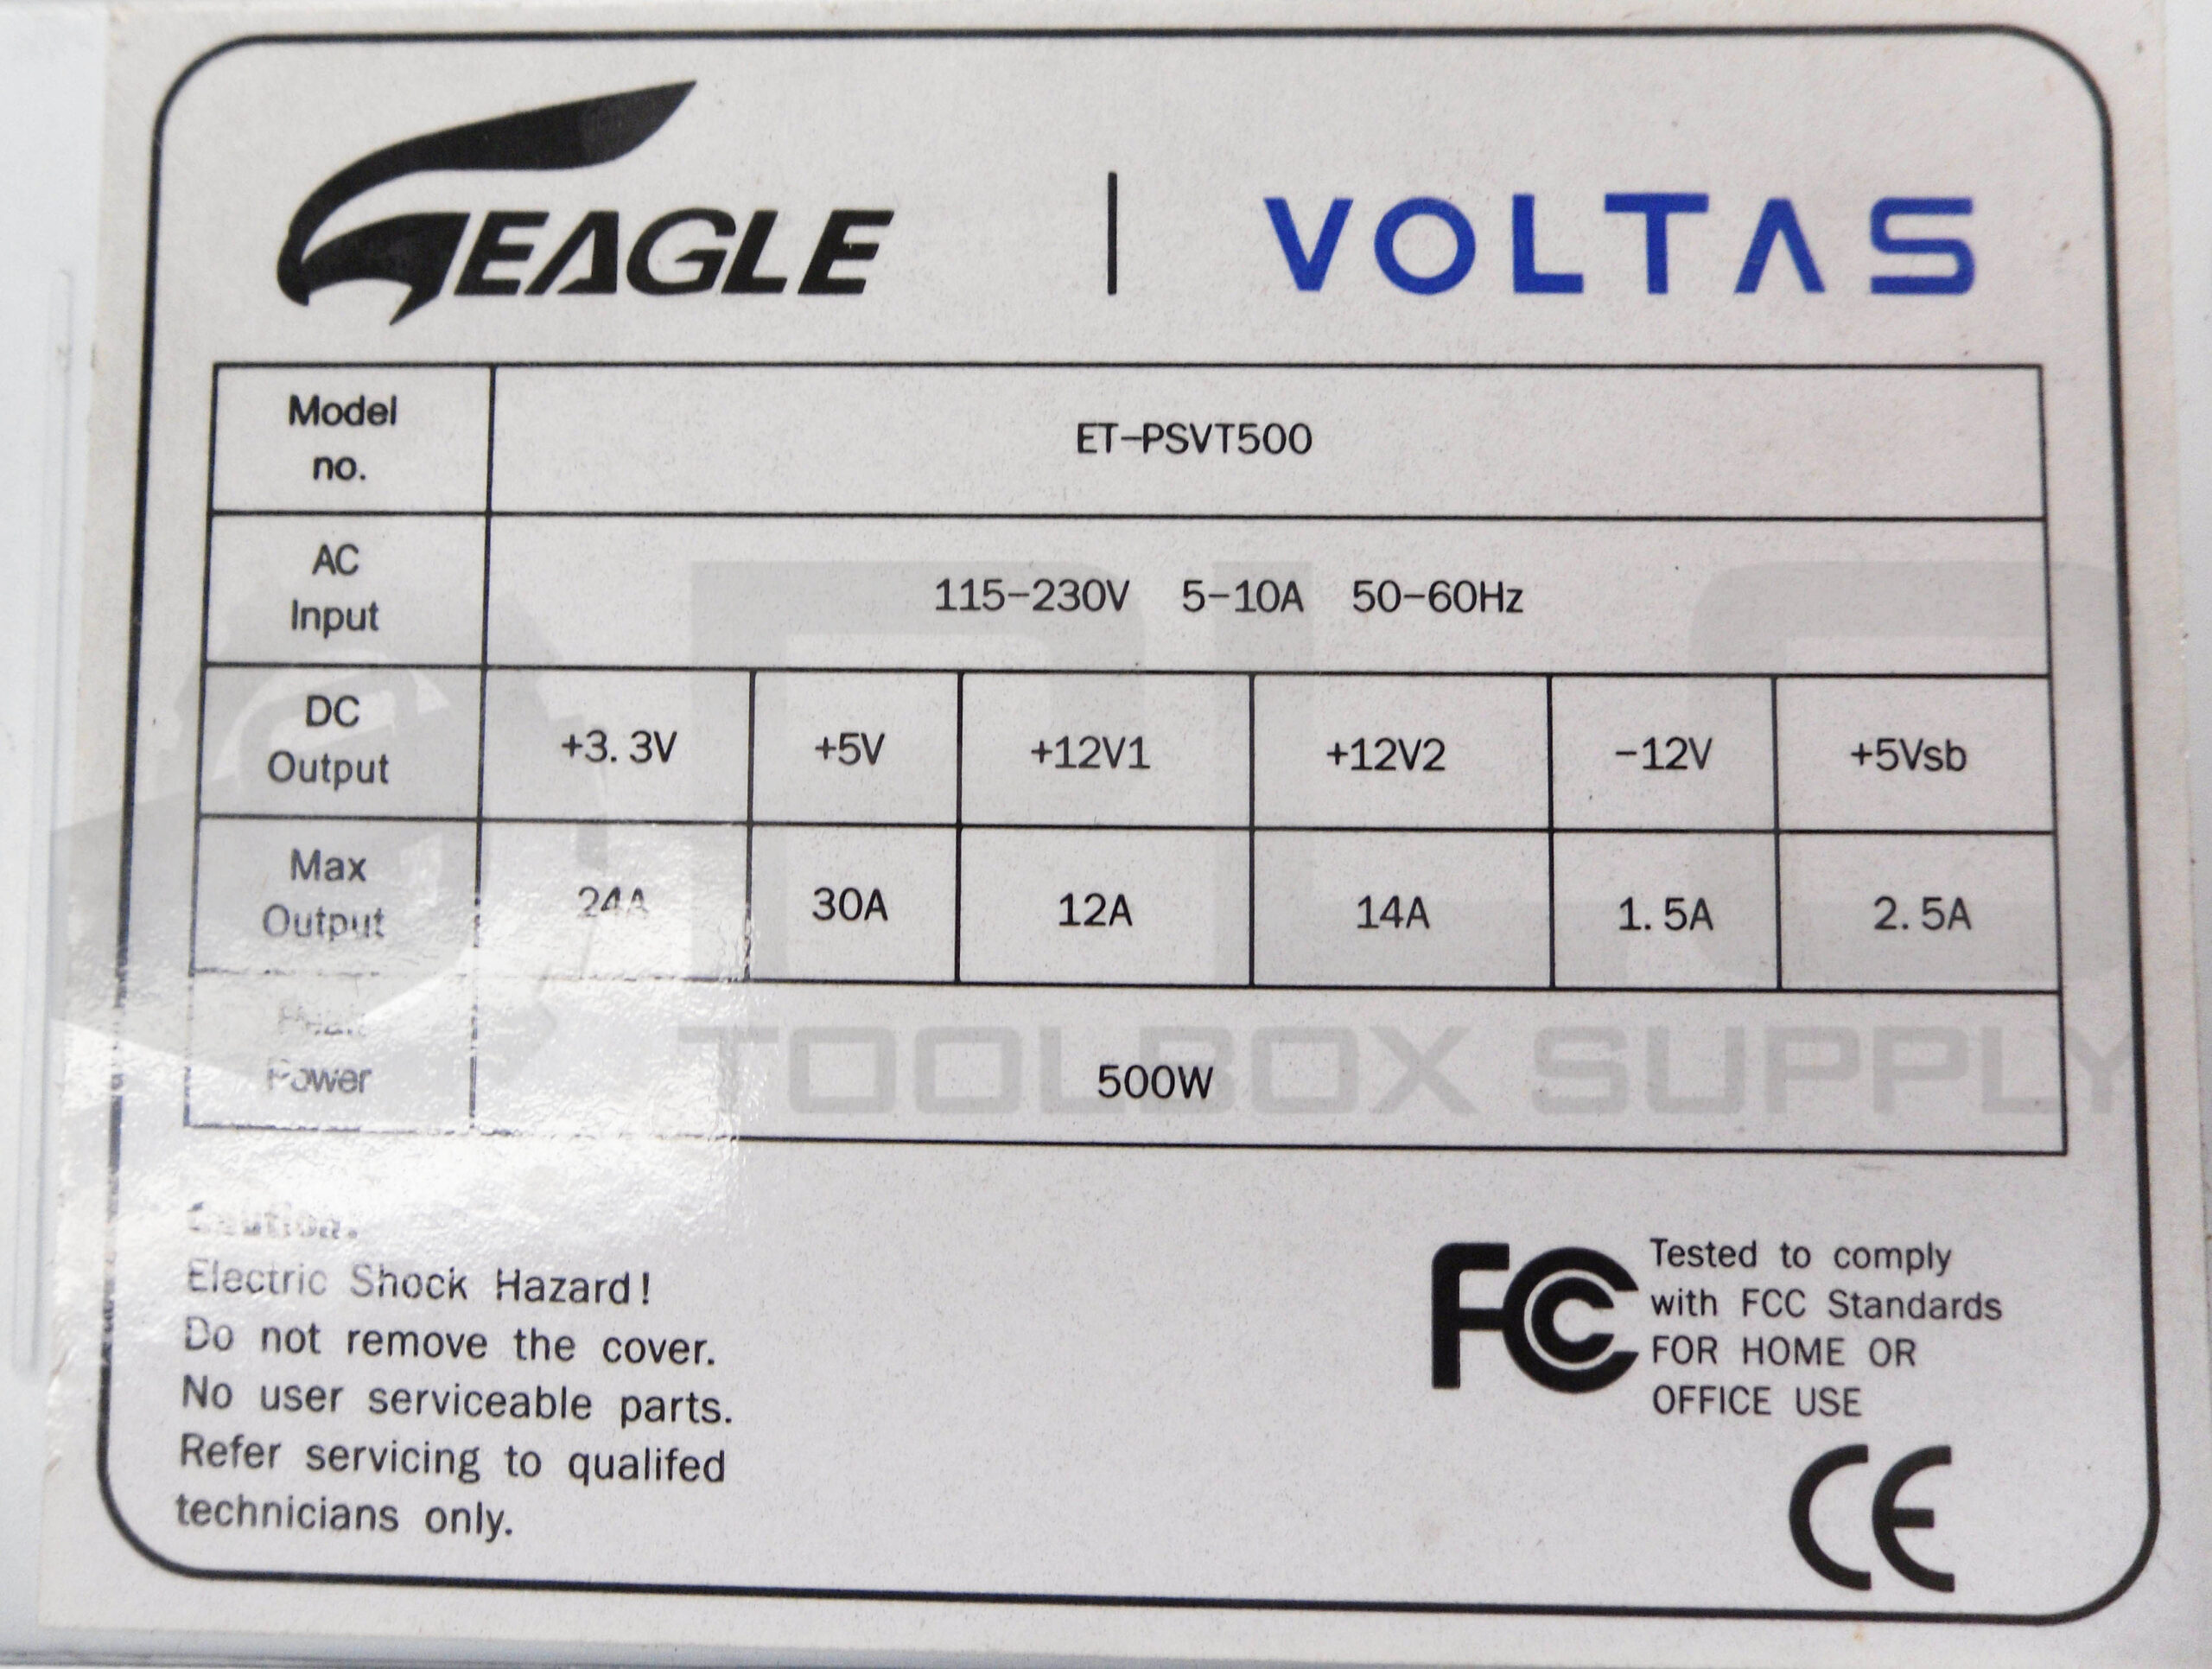 EAGLE | VOLTAS
Model no. ET-PSVT500
AC Input 115-230V 5-10A 50-60Hz
DC Output +3.3V +5V +12V1 +12V2 -12V +5Vsb
Max Output 24A 30A 12A 14A 1.5A 2.5A
Power 500W
Caution:
Electric Shock Hazard!
Do not remove the cover.
No user serviceable parts.
Refer servicing to qualifed
technicians only.
FC Tested to comply
with FCC Standards
FOR HOME OR
OFFICE USE
CE
PLC
TOOLBOX SUPPLY